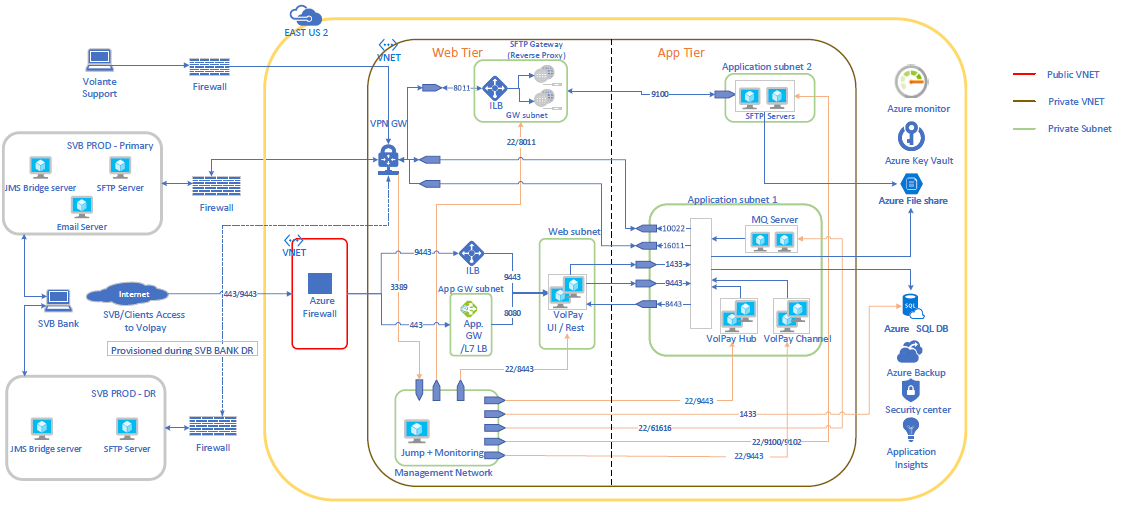 EAST US 2
VNET
Web Tier
SFTP Gateway
(Reverse Proxy)
App Tier
Application subnet 2
Volante
Support
Firewall
8011
ILB
GW subnet
9100
SFTP Servers
Public VNET
Private VNET
Private Subnet
Azure monitor
VPN GW
22/8011
SVB PROD - Primary
JMS Bridge server
SFTP Server
Email Server
Firewall
Azure Key Vault
Azure File share
Application subnet 1
MQ Server
10022
16011
1433
9443
8443
VolPay Hub
VolPay Channel
VNET
Azure
Firewall
9443
ILB
9443
Web subnet
VolPay
UI / Rest
3389
App GW subnet
8080
443
App.
GW
/L7 LB
SVB Bank
Internet
SVB/Clients Access
to Volpay
443/9443
Provisioned during SVB BANK DR
Azure SQL DB
Azure Backup
Security center
Application
Insights
22/8443
SVB PROD - DR
JMS Bridge server
SFTP Server
Firewall
Jump + Monitoring
Management Network
22/9443
1433
22/61616
22/9100/9102
22/9443